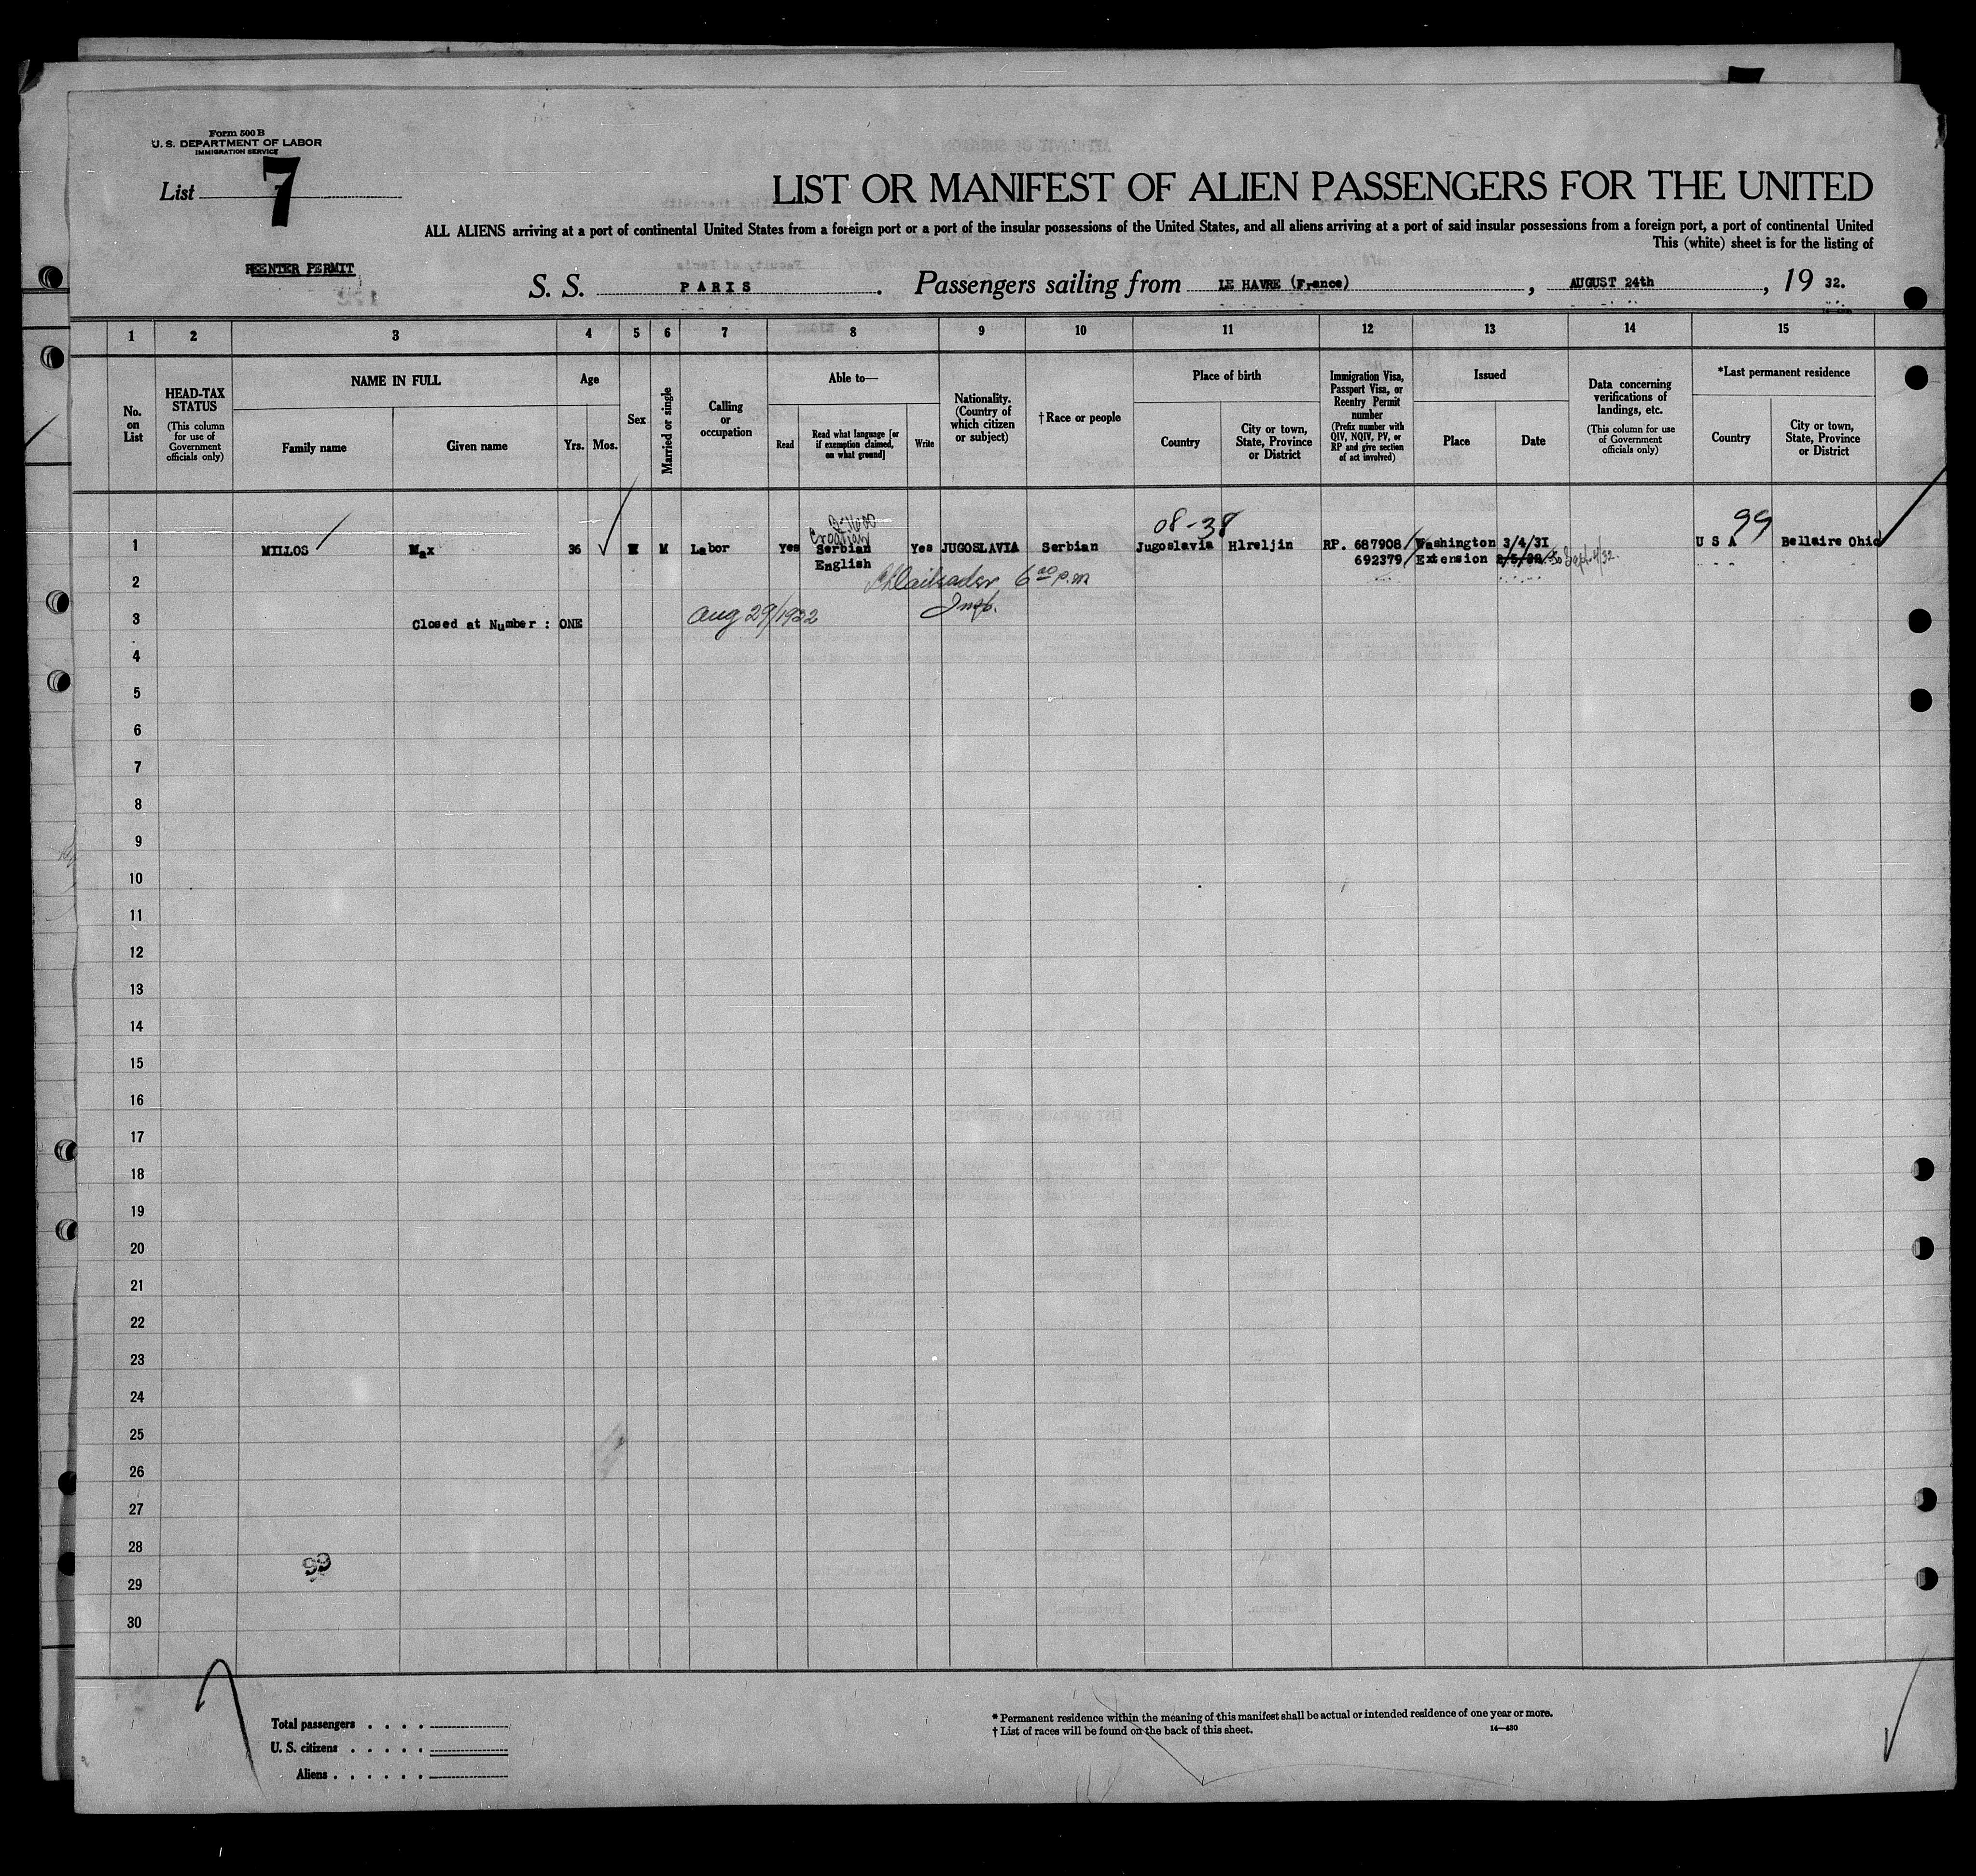 Form 500 B
U. S. DEPARTMENT OF LABOR
IMMIGRATION SERVICE
List 7
LIST OR MANIFEST OF ALIEN PASSENGERS FOR THE UNITED
ALL ALIENS arriving at a port of continental United States from a foreign port or a port of the insular possessions of the United States, and all aliens arriving at a port of said insular possessions from a foreign port, a port of continental United
This (white) sheet is for the listing of
REENTER PERMIT
S. S. PARIS. Passengers sailing from LE HAVRE (France), AUGUST 24th, 19 32.
1 2 3 4 5 6 7 8 9 10 11 12 13 14 15
No. on List
HEAD-TAX STATUS
(This column for use of Government officials only)
NAME IN FULL
Family name
Given name
Age
Yrs. Mos.
Sex
Married or single
Calling or occupation
Able to—
Read
Read what language [or if exemption claimed, on what ground]
Write
Nationality. (Country of which citizen or subject)
†Race or people
Place of birth
Country
City or town, State, Province or District
Immigration Visa, Passport Visa, or Reentry Permit number
(Prefix number with QIV, NQIV, PV, or RP and give section of act involved)
Issued
Place
Date
Data concerning verifications of landings, etc.
(This column for use of Government officials only)
*Last permanent residence
Country
City or town, State, Province or District
08-38 99
Croatian
1 MILLOS Max 36 M M Labor Yes Serbian Yes JUGOSLAVIA Serbian Jugoslavia Hlreljin RP. 687908/ Washington 3/4/3I U S A Bellaire Ohio
English 692379/ Extension
2 6 00 p.m
3 Closed at Number : ONE Aug 29/1932 Insp.
4
5
6
7
8
9
10
11
12
13
14
15
16
17
18
19
20
21
22
23
24
25
26
27
28
99
29
30
Total passengers . . . .
U. S. citizens . . . . .
Aliens . . . . . .
* Permanent residence within the meaning of this manifest shall be actual or intended residence of one year or more.
† List of races will be found on the back of this sheet.
14—430